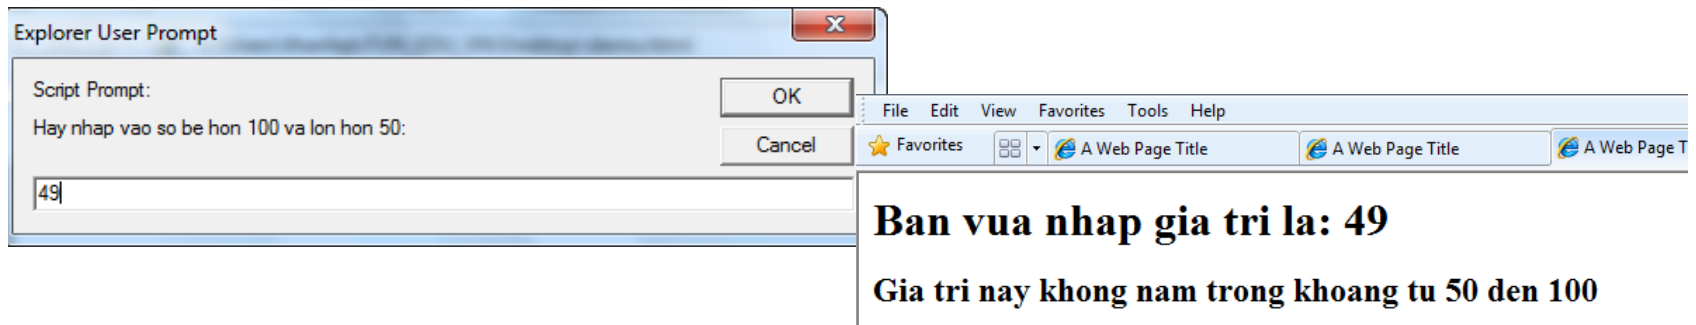 Explorer User Prompt
Script Prompt:
OK
Hay nhap vao so be hon 100 va lon hon 50:
Cancel
49
File Edit View Favorites Tools Help
Favorites A Web Page Title A Web Page Title A Web Page T
Ban vua nhap gia tri la: 49
Gia tri nay khong nam trong khoang tu 50 den 100